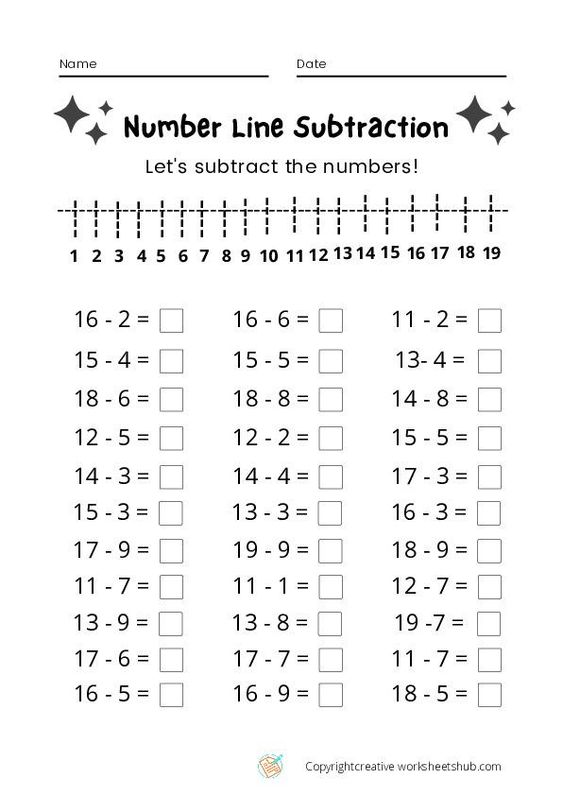 Name Date
Number Line Subtraction
Let's subtract the numbers!
1 2 3 4 5 6 7 8 9 10 11 12 13 14 15 16 17 18 19
16 - 2 = 16 - 6 = 11 - 2 =
15 - 4 = 15 - 5 = 13- 4 =
18 - 6 = 18 - 8 = 14 - 8 =
12 - 5 = 12 - 2 = 15 - 5 =
14 - 3 = 14 - 4 = 17 - 3 =
15 - 3 = 13 - 3 = 16 - 3 =
17 - 9 = 19 - 9 = 18 - 9 =
11 - 7 = 11 - 1 = 12 - 7 =
13 - 9 = 13 - 8 = 19 -7 =
17 - 6 = 17 - 7 = 11 - 7 =
16 - 5 = 16 - 9 = 18 - 5 =
Copyrightcreative worksheetshub.com